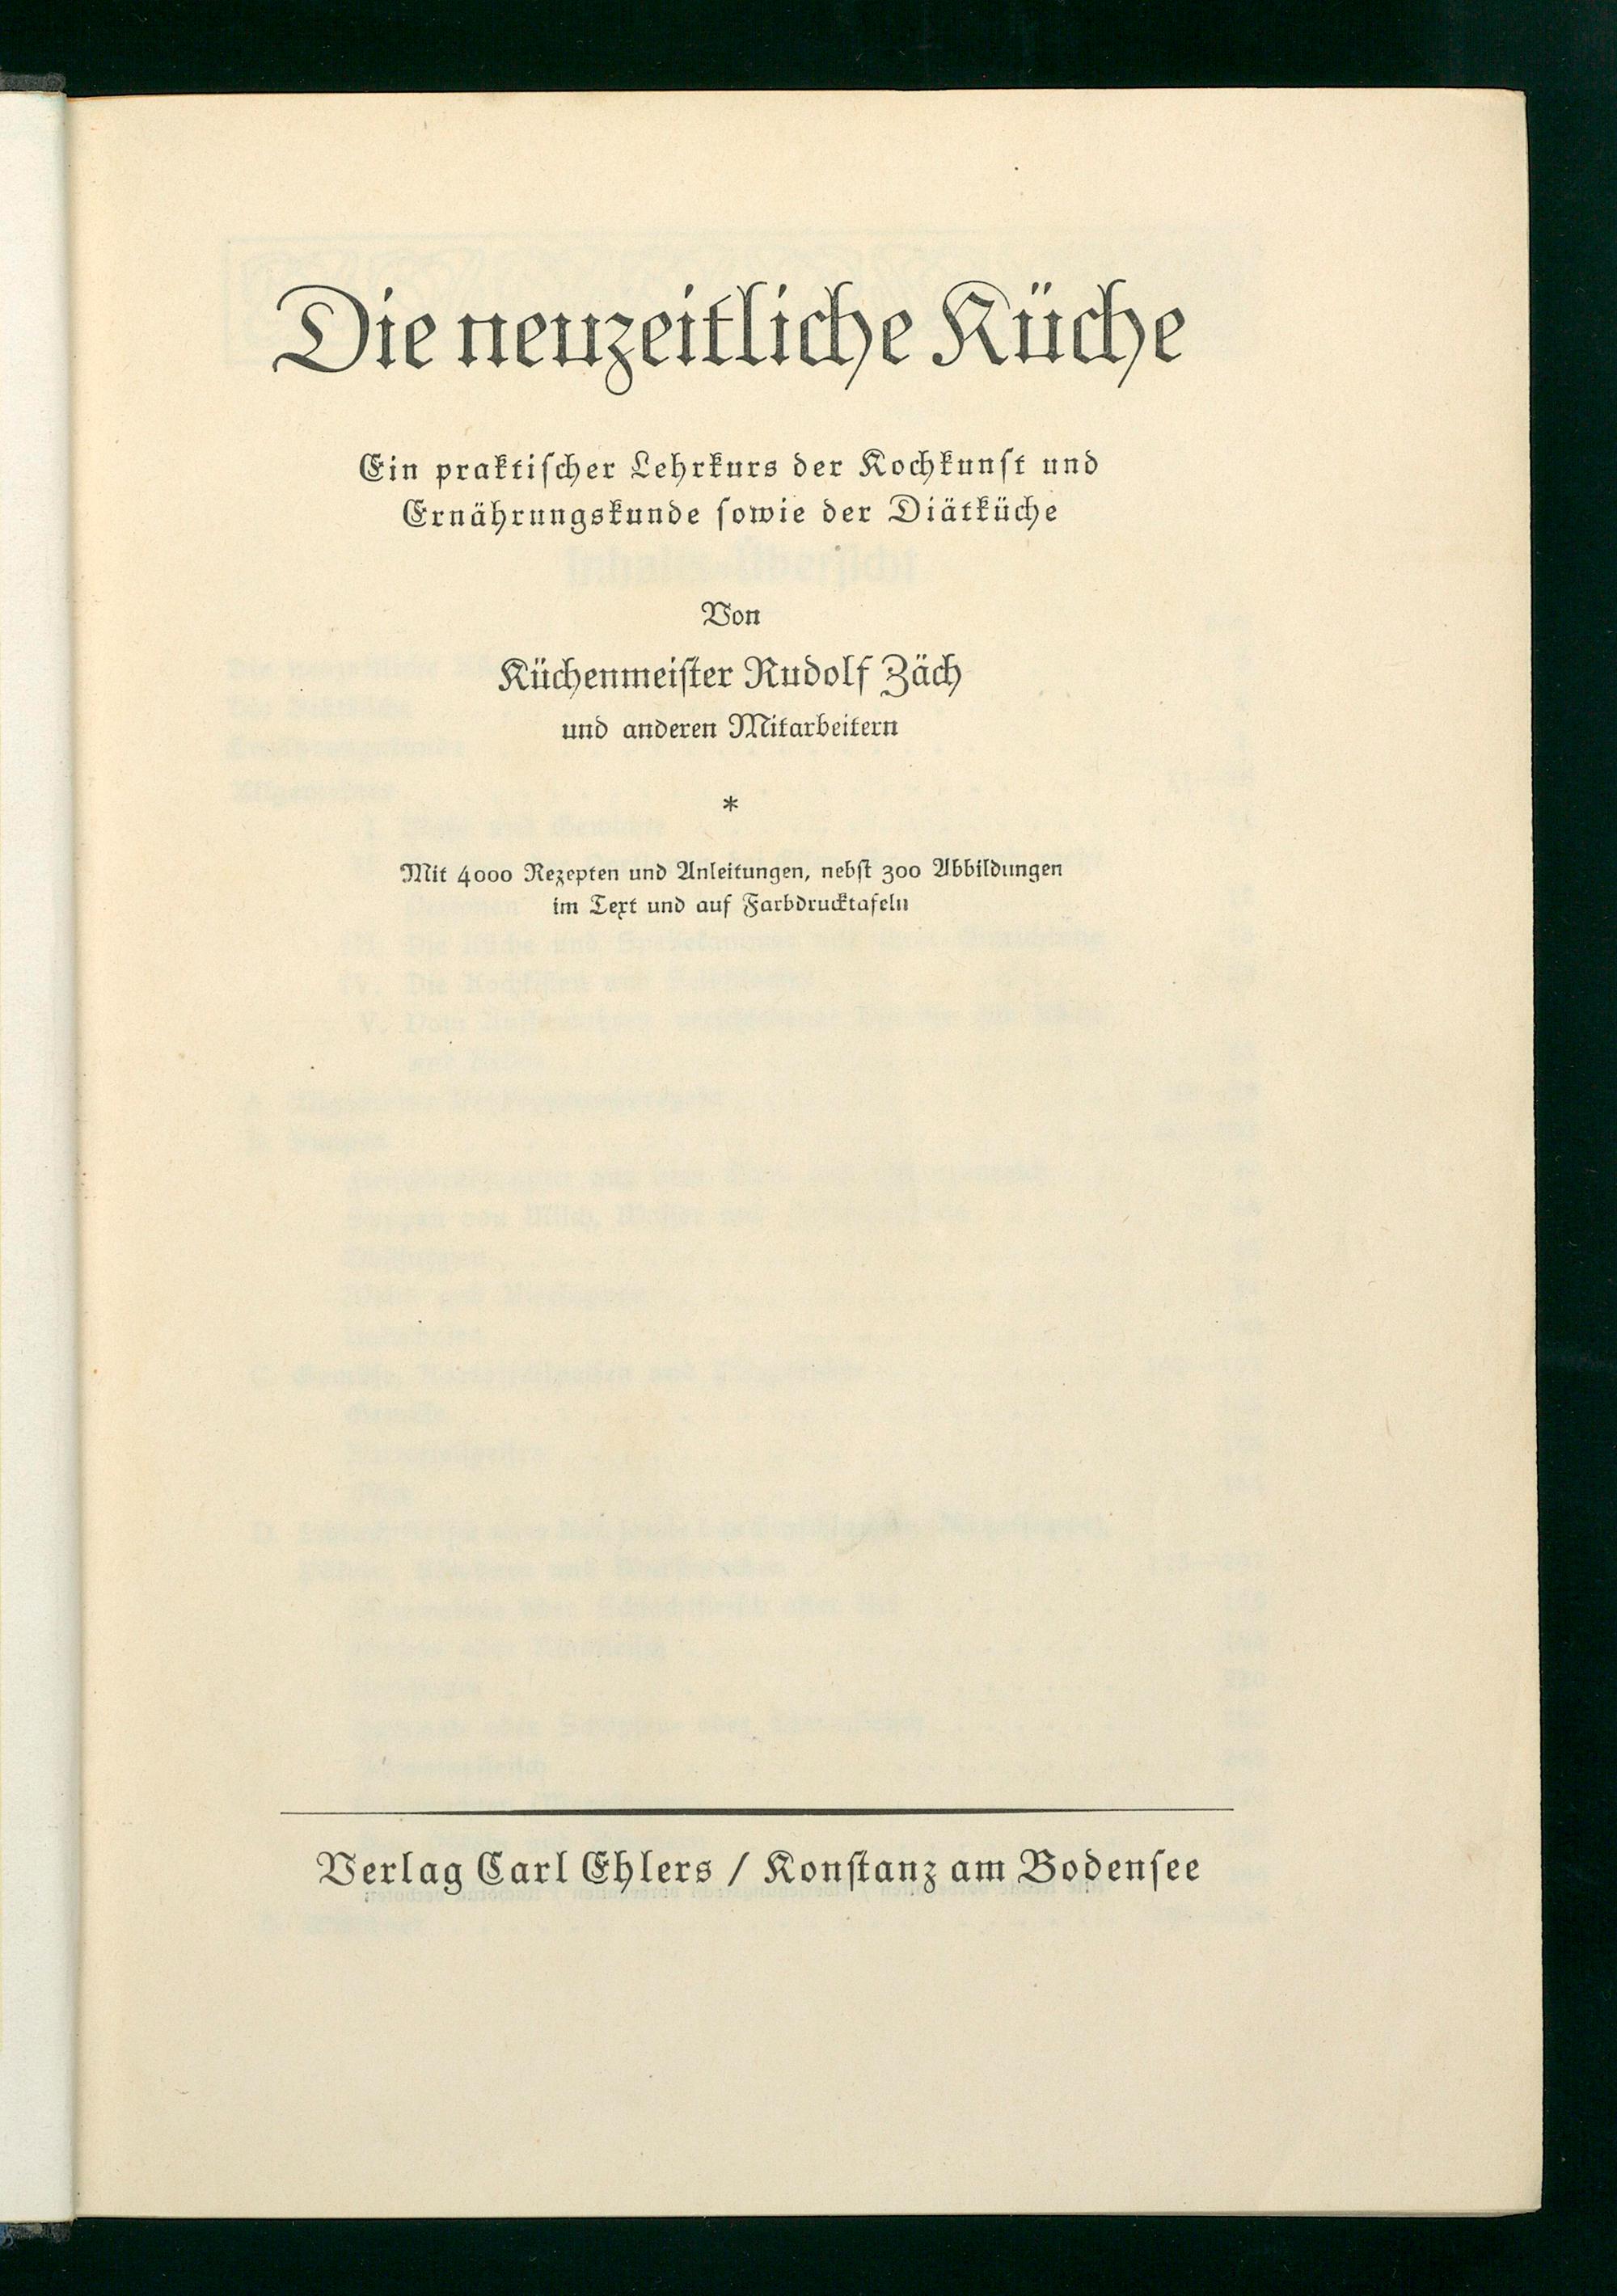 Die neuzeitliche Küche
Ein praktischer Lehrkurs der Kochkunst und
Ernährungskunde sowie der Diätküche
Von
Küchenmeister Rudolf Zäch
und anderen Mitarbeitern
*
Mit 4000 Rezepten und Anleitungen, nebst 300 Abbildungen
im Text und auf Farbdrucktafeln
Verlag Carl Ehlers / Konstanz am Bodensee